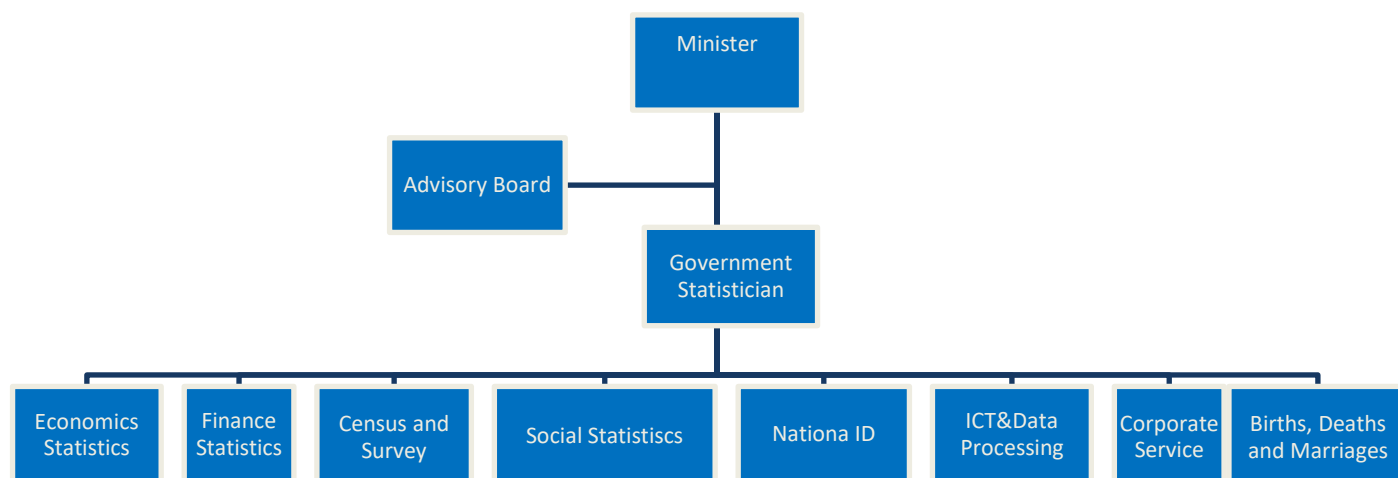 Minister
Advisory Board
Government
Statistician
Economics
Statistics
Finance
Statistics
Census and
Survey
Social Statistiscs
Nationa ID
ICT&Data
Processing
Corporate
Service
Births, Deaths
and Marriages